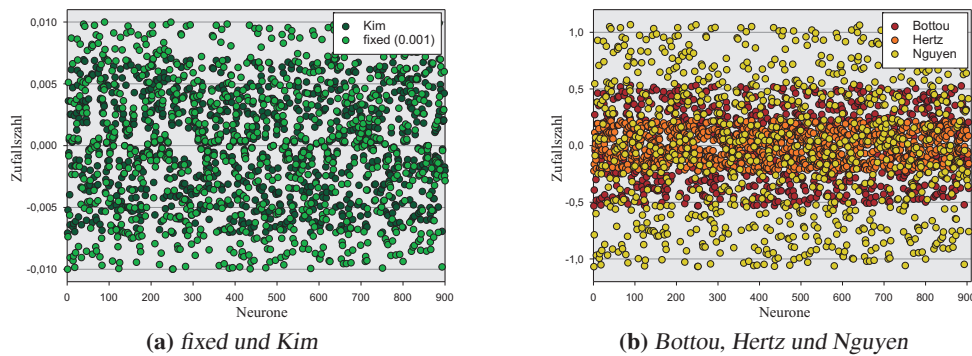 0,010
0,005
0,000
-0,005
-0,010
Zufallszahl
Kim
fixed (0.001)
0 100 200 300 400 500 600 700 800 900
Neurone
(a) fixed und Kim
1,0
0,5
0,0
-0,5
-1,0
Zufallszahl
Bottou
Hertz
Nguyen
0 100 200 300 400 500 600 700 800 900
Neurone
(b) Bottou, Hertz und Nguyen